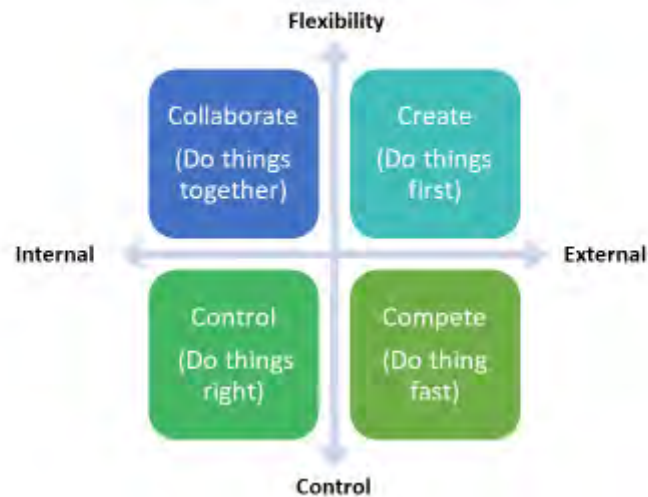 Flexibility
Collaborate
(Do things
together)
Create
(Do things
first)
Internal
External
Control
(Do things
right)
Compete
(Do thing
fast)
Control